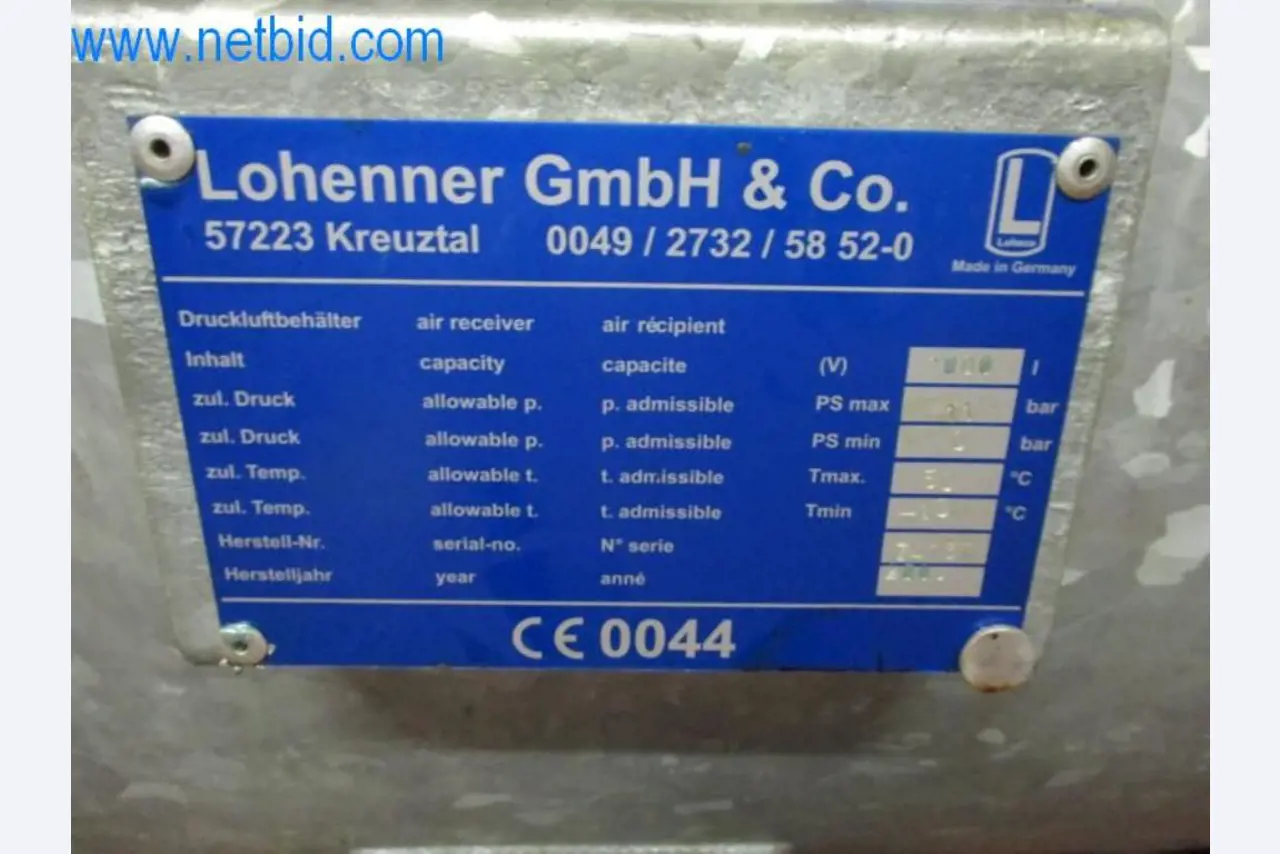 www.netbid.com
Lohenner GmbH & Co.
57223 Kreuztal 0049 / 2732 / 58 52-0
L
Made in Germany
Druckluftbehälter air receiver air récipient
Inhalt capacity capacite (V) l
zul. Druck allowable p. p. admissible PS max bar
zul. Druck allowable p. p. admissible PS min bar
zul. Temp. allowable t. t. admissible Tmax. °C
zul. Temp. allowable t. t. admissible Tmin °C
Herstell-Nr. serial-no. N° serie
Herstelljahr year anné
CE 0044